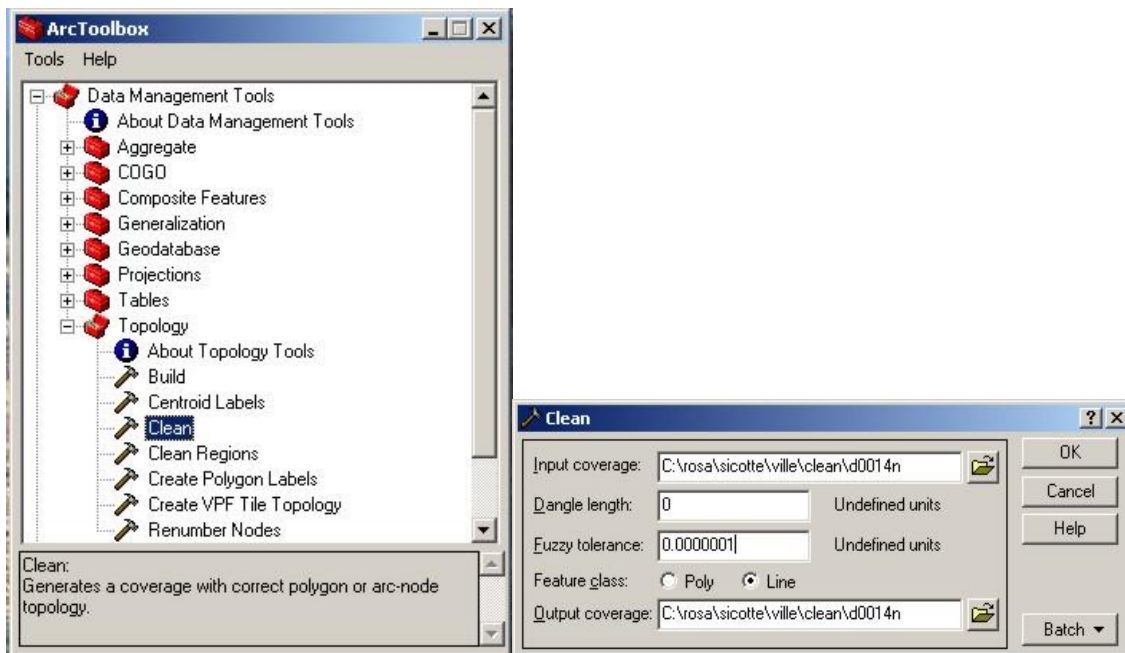 ArcToolbox
Tools Help
Data Management Tools
About Data Management Tools
Aggregate
COGO
Composite Features
Generalization
Geodatabase
Projections
Tables
Topology
About Topology Tools
Build
Centroid Labels
Clean
Clean Regions
Create Polygon Labels
Create VPF Tile Topology
Renumber Nodes
Clean:
Generates a coverage with correct polygon or arc-node
topology.
Clean
Input coverage: C:\rosa\sicotte\ville\clean\d0014n
Dangle length: 0 Undefined units
Fuzzy tolerance: 0.0000001 Undefined units
Feature class: Poly Line
Output coverage: C:\rosa\sicotte\ville\clean\d0014n
OK
Cancel
Help
Batch